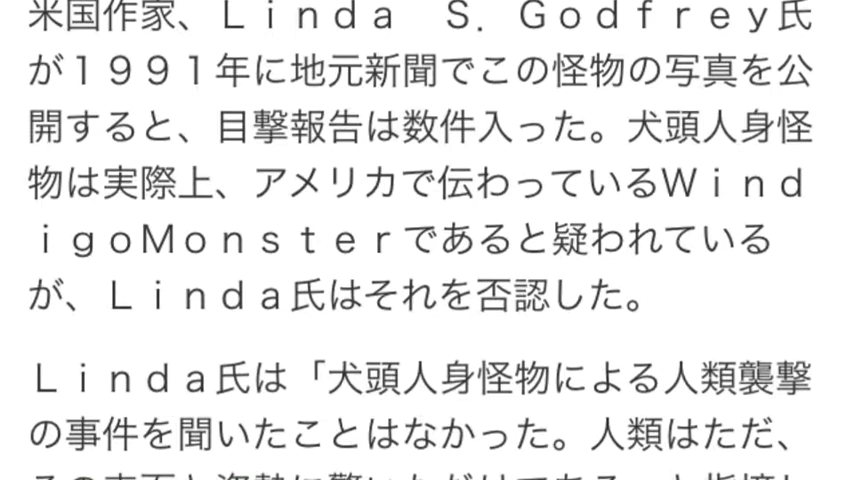 米国作家、Ｌｉｎｄａ　Ｓ．Ｇｏｄｆｒｅｙ氏
が１９９１年に地元新聞でこの怪物の写真を公
開すると、目撃報告は数件入った。犬頭人身怪
物は実際上、アメリカで伝わっているＷｉｎｄ
ｉｇｏＭｏｎｓｔｅｒであると疑われている
が、Ｌｉｎｄａ氏はそれを否認した。
Ｌｉｎｄａ氏は「犬頭人身怪物による人類襲撃
の事件を聞いたことはなかった。人類はただ、